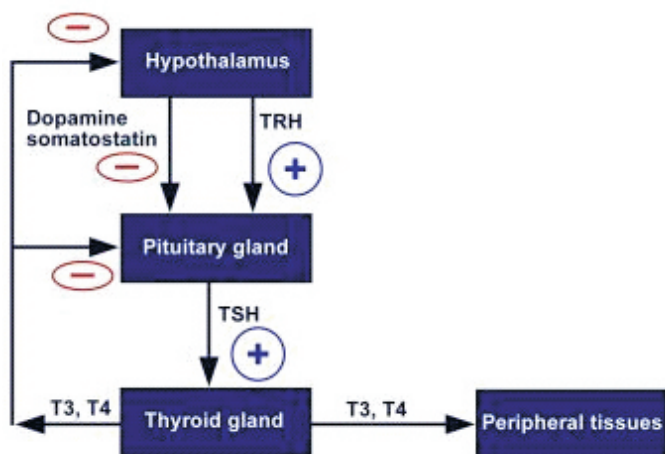 Hypothalamus
Dopamine
somatostatin
TRH
+
Pituitary gland
TSH
+
T3, T4
Thyroid gland
T3, T4
Peripheral tissues